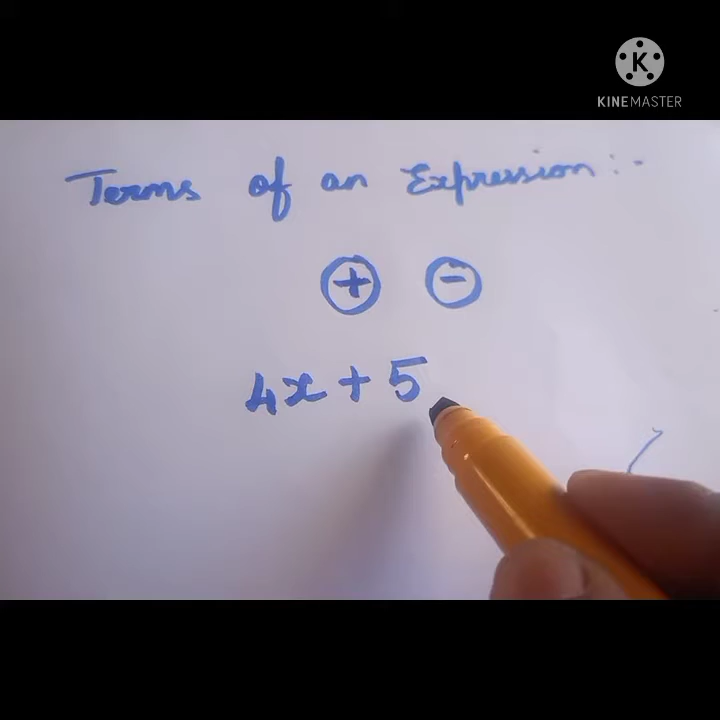 K
KINEMASTER
Terms of an Expression:-
+ -
4x + 5